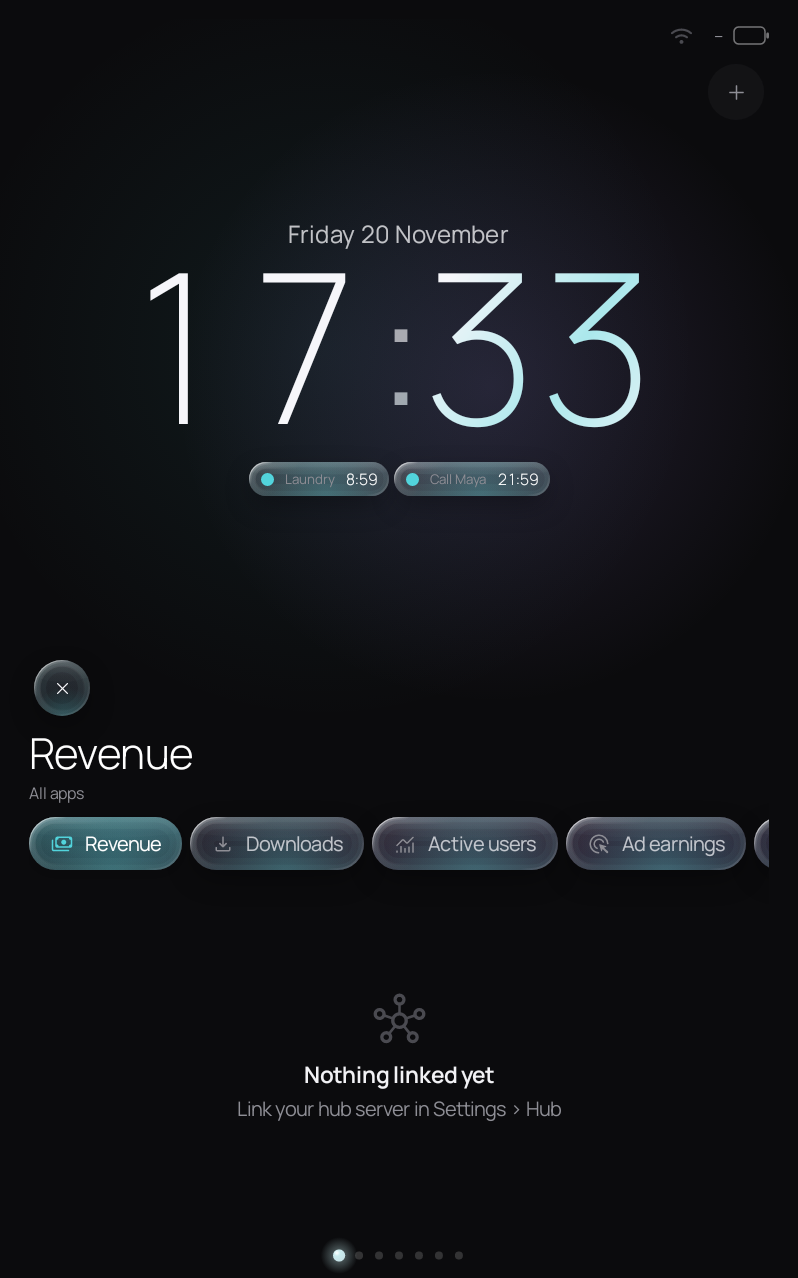 –
Friday 20 November
17:33
Laundry 8:59 Call Maya 21:59
Revenue
All apps
Revenue Downloads Active users Ad earnings
Nothing linked yet
Link your hub server in Settings > Hub